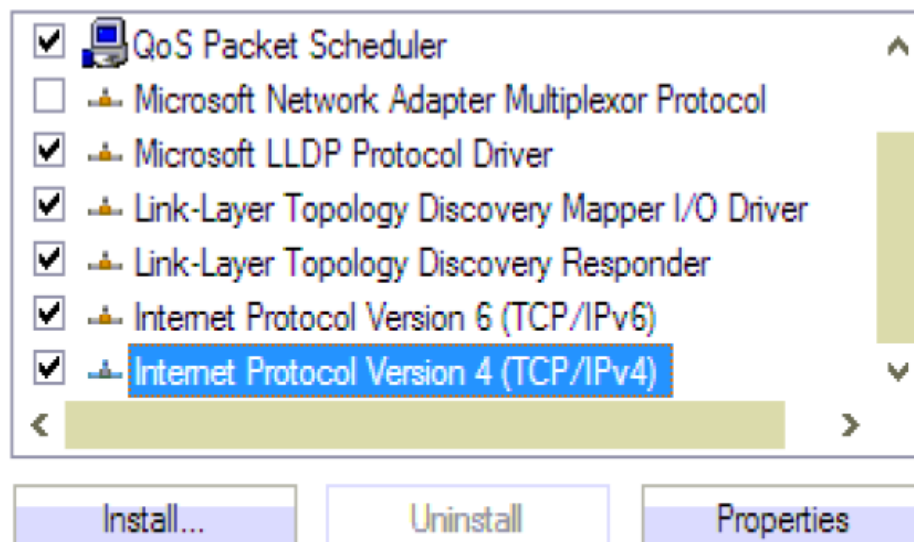 QoS Packet Scheduler
Microsoft Network Adapter Multiplexor Protocol
Microsoft LLDP Protocol Driver
Link-Layer Topology Discovery Mapper I/O Driver
Link-Layer Topology Discovery Responder
Internet Protocol Version 6 (TCP/IPv6)
Internet Protocol Version 4 (TCP/IPv4)
Install... Uninstall Properties